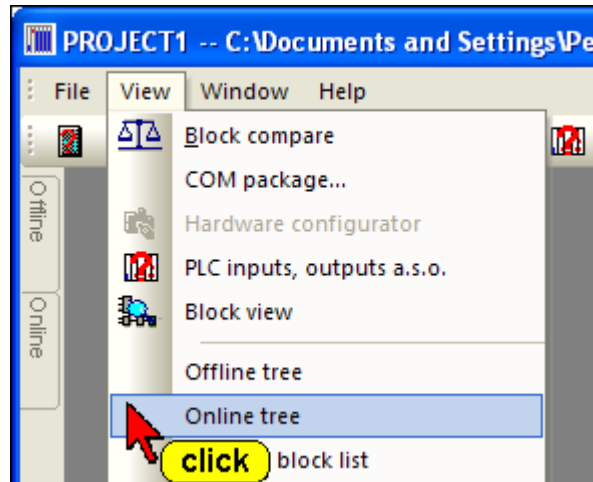 PROJECT1 -- C:\Documents and Settings\Pe
File View Window Help
Block compare
COM package...
Hardware configurator
PLC inputs, outputs a.s.o.
Block view
Offline tree
Online tree
click block list
Offline
Online